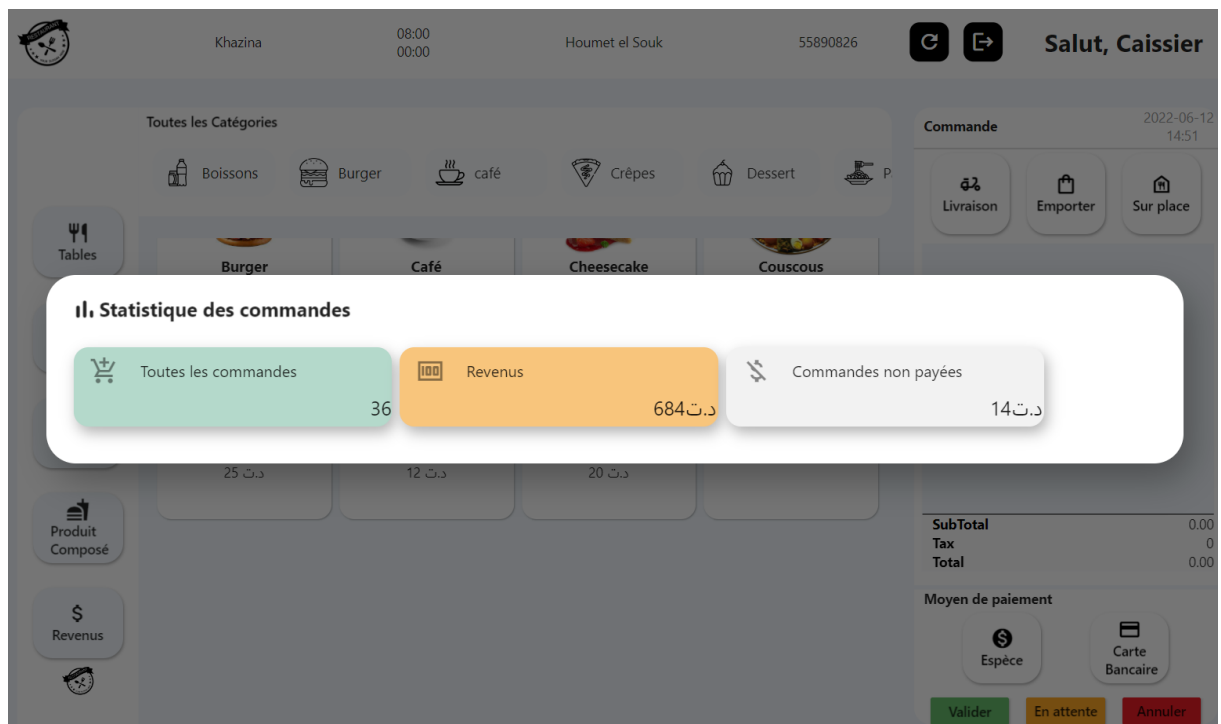 RESTAURANT
Khazina
08:00
00:00
Houmet el Souk
55890826
Salut, Caissier
Toutes les Catégories
Boissons
Burger
café
Crêpes
Dessert
P
Commande
2022-06-12
14:51
Livraison
Emporter
Sur place
Tables
Burger
Café
Cheesecake
Couscous
Statistique des commandes
Toutes les commandes
36
100
Revenus
684د.ت
Commandes non payées
14د.ت
25 د.ت
12 د.ت
20 د.ت
Produit
Composé
$
Revenus
SubTotal
0.00
Tax
0
Total
0.00
Moyen de paiement
Espèce
Carte
Bancaire
Valider
En attente
Annuler